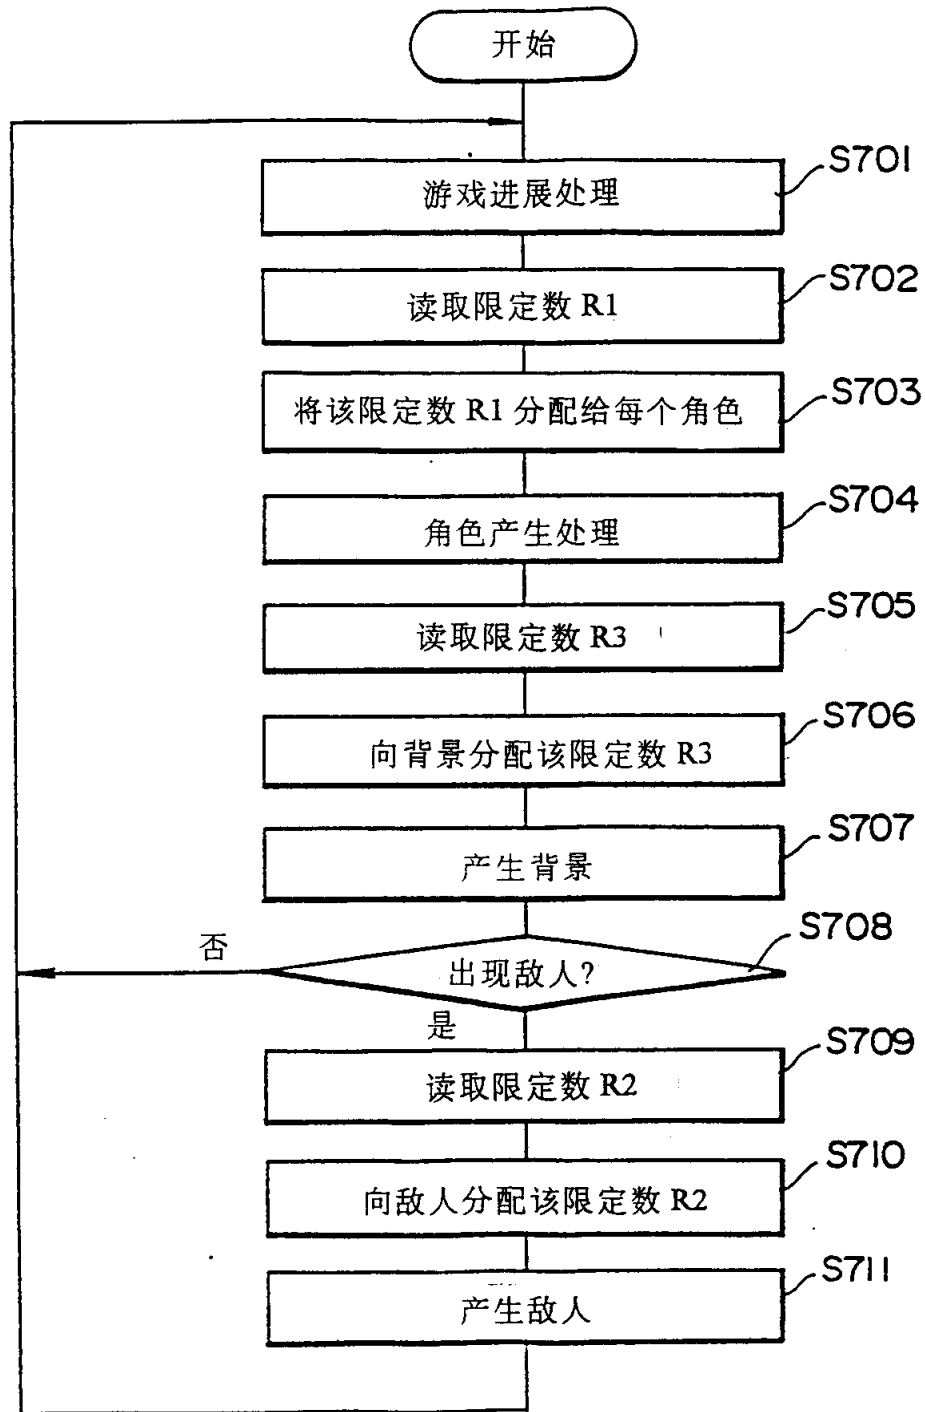 开始
S701
游戏进展处理
S702
读取限定数 R1
S703
将该限定数 R1 分配给每个角色
S704
角色产生处理
S705
读取限定数 R3
S706
向背景分配该限定数 R3
S707
产生背景
S708
否
出现敌人?
是
S709
读取限定数 R2
S710
向敌人分配该限定数 R2
S711
产生敌人